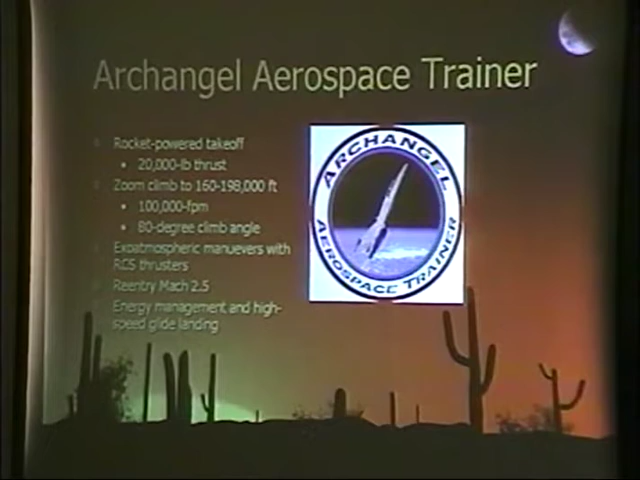 Archangel Aerospace Trainer
Rocket-powered takeoff
• 20,000-lb thrust
Zoom climb to 160-198,000 ft
• 100,000-fpm
• 80-degree climb angle
Exoatmospheric manuevers with
RCS thrusters
Reentry Mach 2.5
Energy management and high-
speed glide landing
ARCHANGEL
AEROSPACE TRAINER